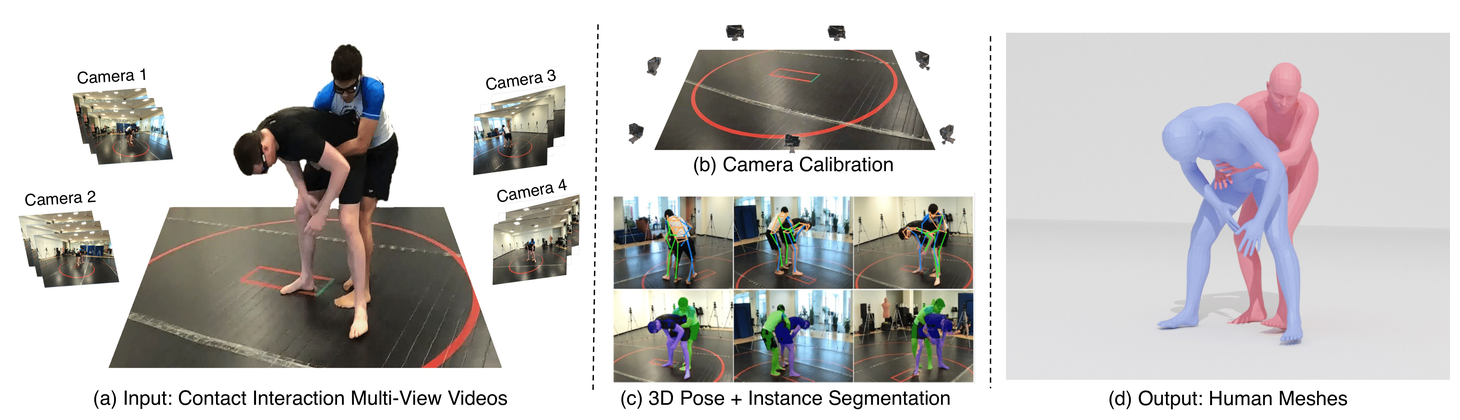 Camera 1
Camera 2
Camera 3
Camera 4
(a) Input: Contact Interaction Multi-View Videos
(b) Camera Calibration
(c) 3D Pose + Instance Segmentation
(d) Output: Human Meshes